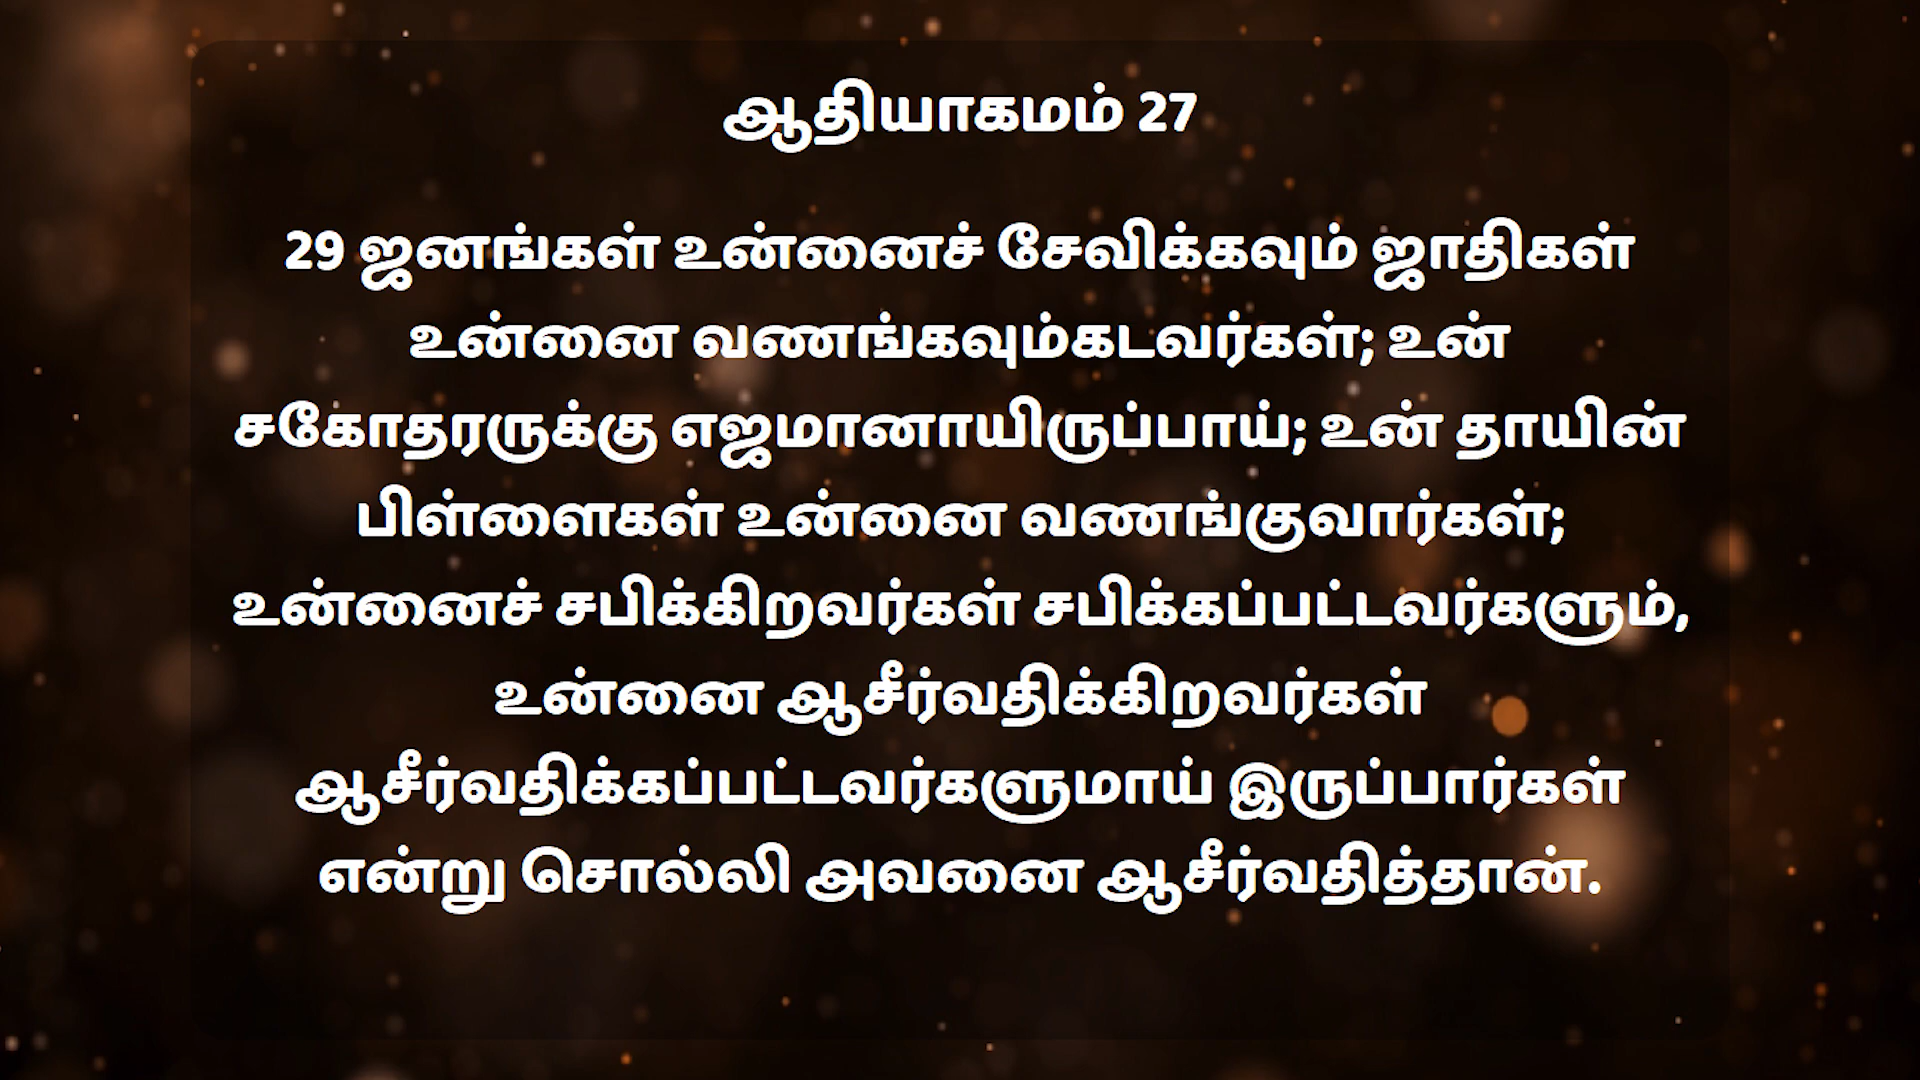 ஆதியாகமம் 27
29 ஜனங்கள் உன்னைச் சேவிக்கவும் ஜாதிகள்
உன்னை வணங்கவும்கடவர்கள்; உன்
சகோதரருக்கு எஜமானாயிருப்பாய்; உன் தாயின்
பிள்ளைகள் உன்னை வணங்குவார்கள்;
உன்னைச் சபிக்கிறவர்கள் சபிக்கப்பட்டவர்களும்,
உன்னை ஆசீர்வதிக்கிறவர்கள்
ஆசீர்வதிக்கப்பட்டவர்களுமாய் இருப்பார்கள்
என்று சொல்லி அவனை ஆசீர்வதித்தான்.